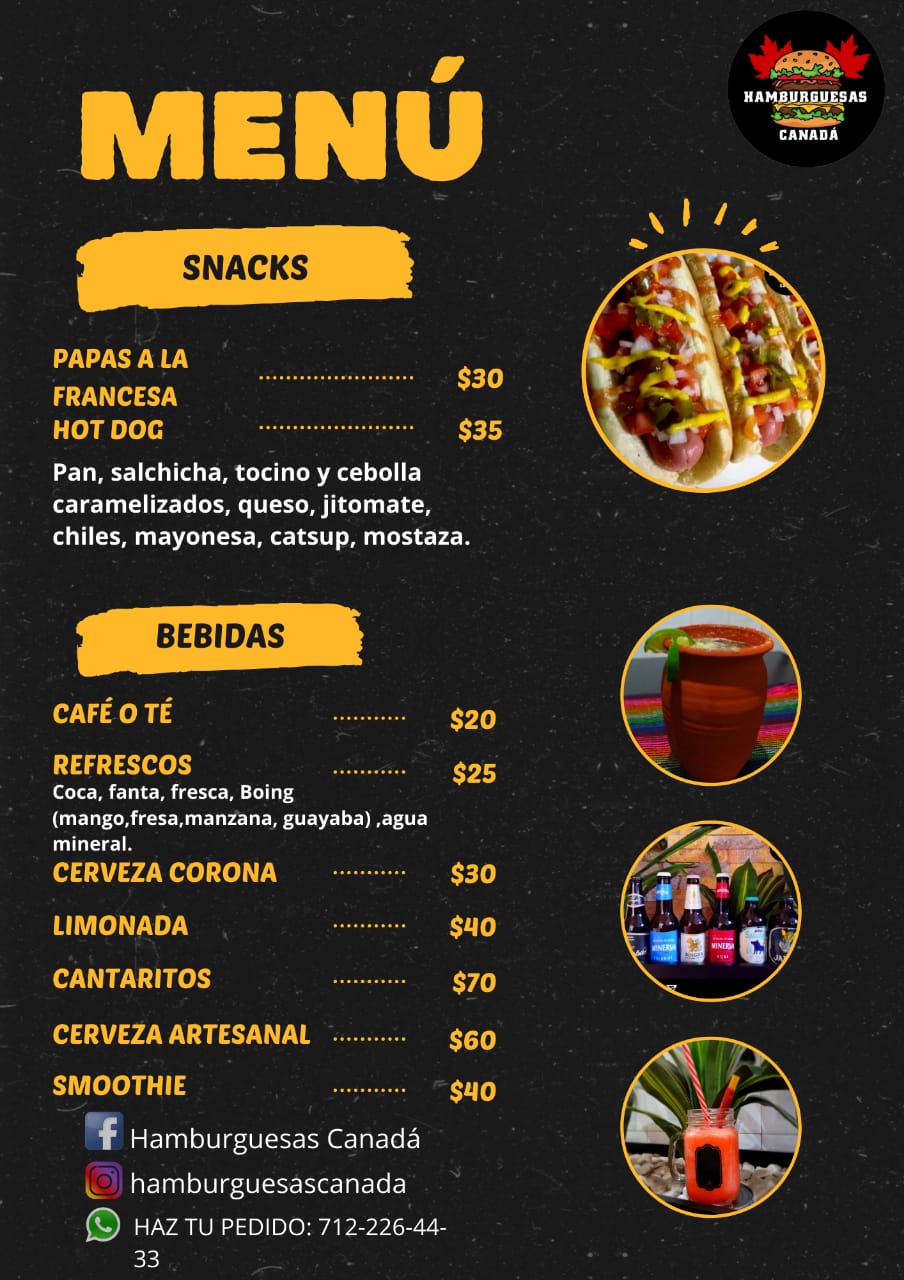 MENÚ
HAMBURGUESAS
CANADÁ
SNACKS
PAPAS A LA
FRANCESA ...................... $30
HOT DOG ...................... $35
Pan, salchicha, tocino y cebolla
caramelizados, queso, jitomate,
chiles, mayonesa, catsup, mostaza.
BEBIDAS
CAFÉ O TÉ ........... $20
REFRESCOS ........... $25
Coca, fanta, fresca, Boing
(mango,fresa,manzana, guayaba) ,agua
mineral.
CERVEZA CORONA ........... $30
LIMONADA ........... $40
CANTARITOS ........... $70
CERVEZA ARTESANAL ........... $60
SMOOTHIE ........... $40
MINERVA
MINERVA
Hamburguesas Canadá
hamburguesascanada
HAZ TU PEDIDO: 712-226-44-
33